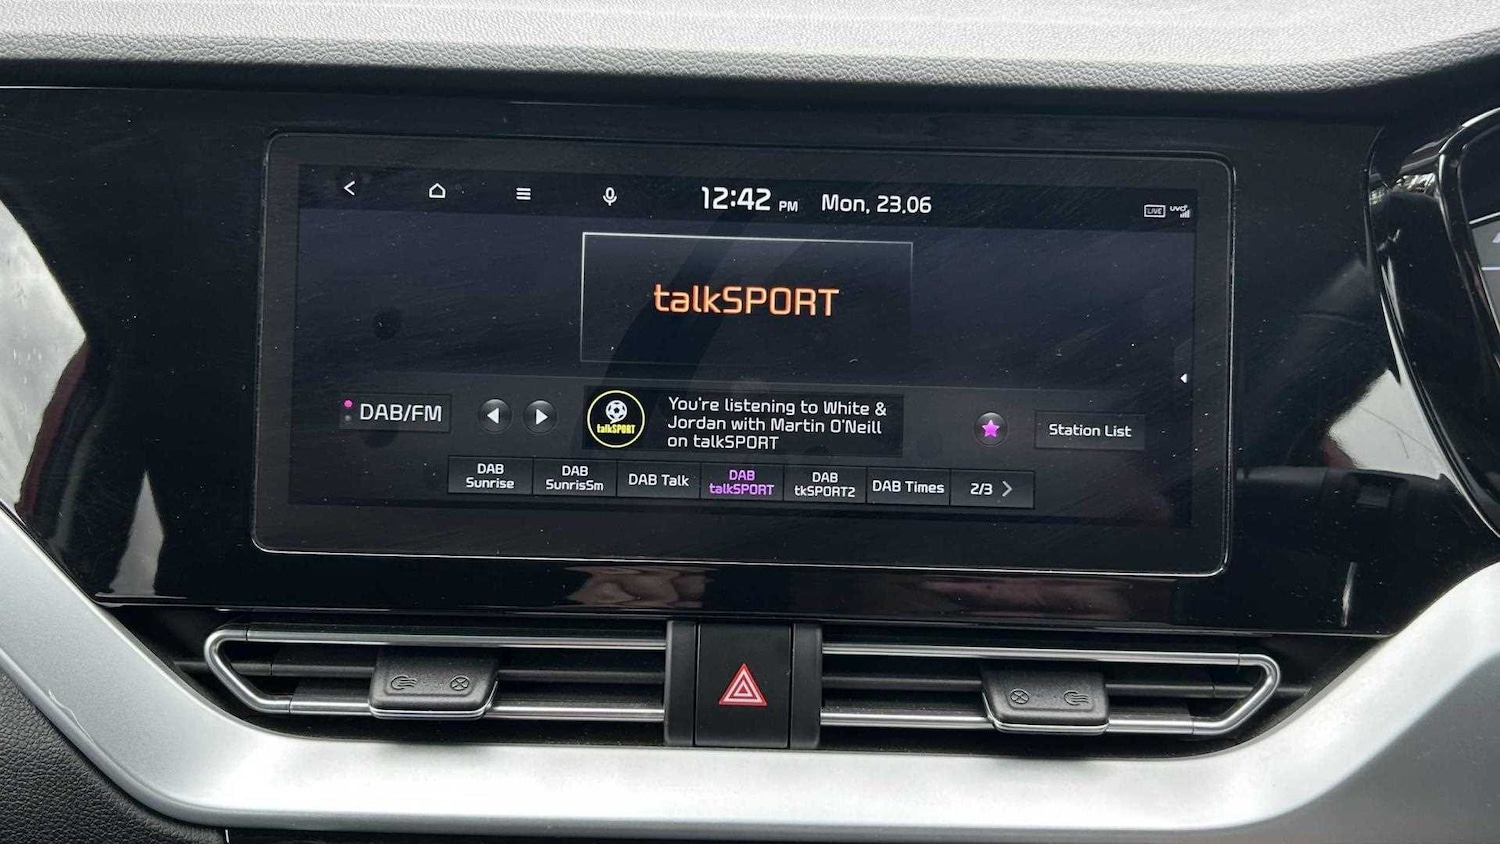 12:42 PM Mon, 23.06
LIVE UVO
talkSPORT
DAB/FM
talkSPORT
You're listening to White &
Jordan with Martin O'Neill
on talkSPORT
Station List
DAB
Sunrise
DAB
SunrisSm
DAB Talk
DAB
talkSPORT
DAB
tkSPORT2
DAB Times
2/3